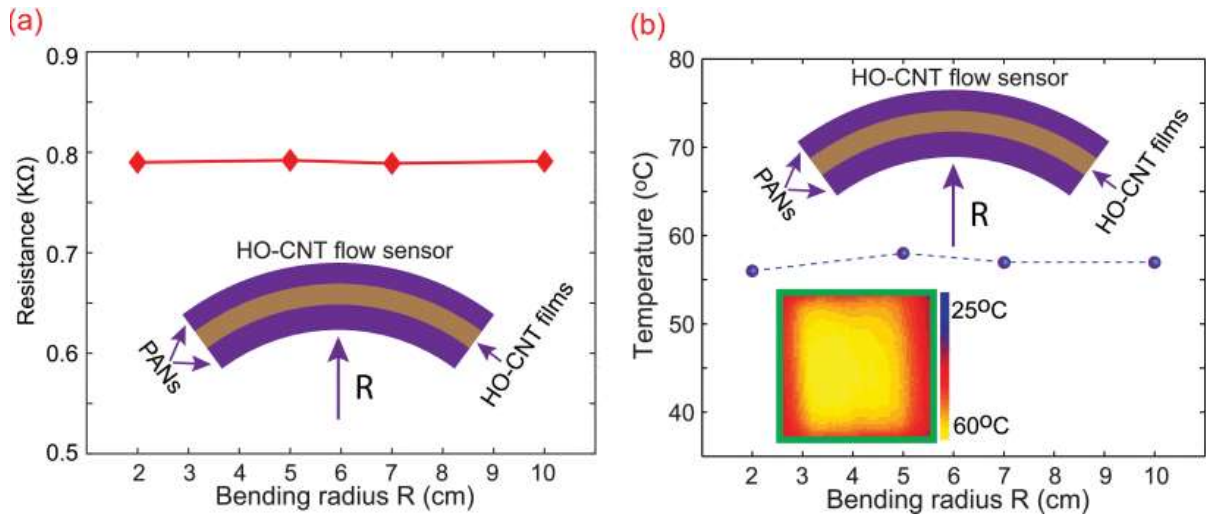 (a)
0.9
0.8
0.7
0.6
0.5
Resistance (KΩ)
HO-CNT flow sensor
PANs
HO-CNT films
R
2 3 5 6 7 8 9 10
Bending radius R (cm)
(b)
80
70
60
50
40
Temperature (oC)
HO-CNT flow sensor
PANs
HO-CNT films
R
25oC
60oC
2 3 4 5 6 7 8 9 10
Bending radius R (cm)